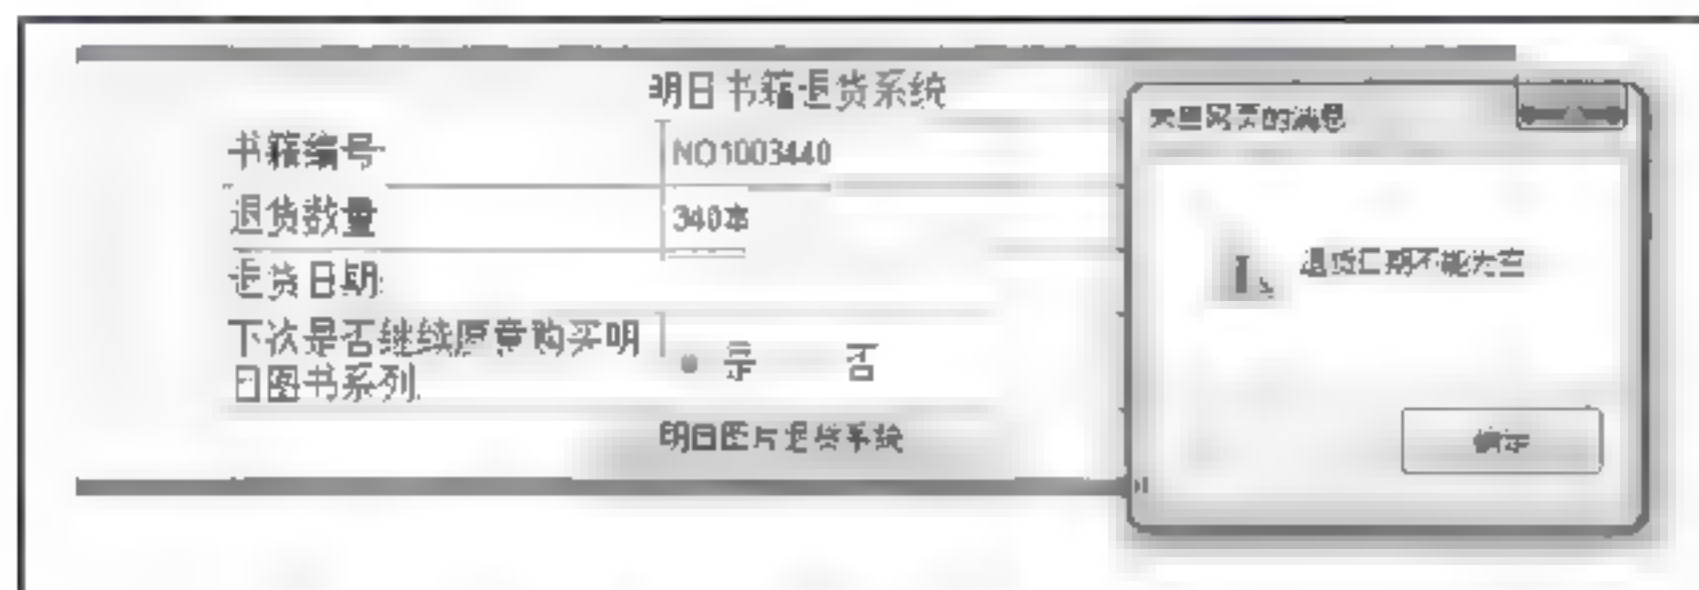 明日书籍退货系统
书籍编号
NO1003440
退货数量
340本
退货日期
下次是否继续愿意购买明
日图书系列
是 否
明日图片退货系统
来自网页的消息
退货日期不能为空
确定